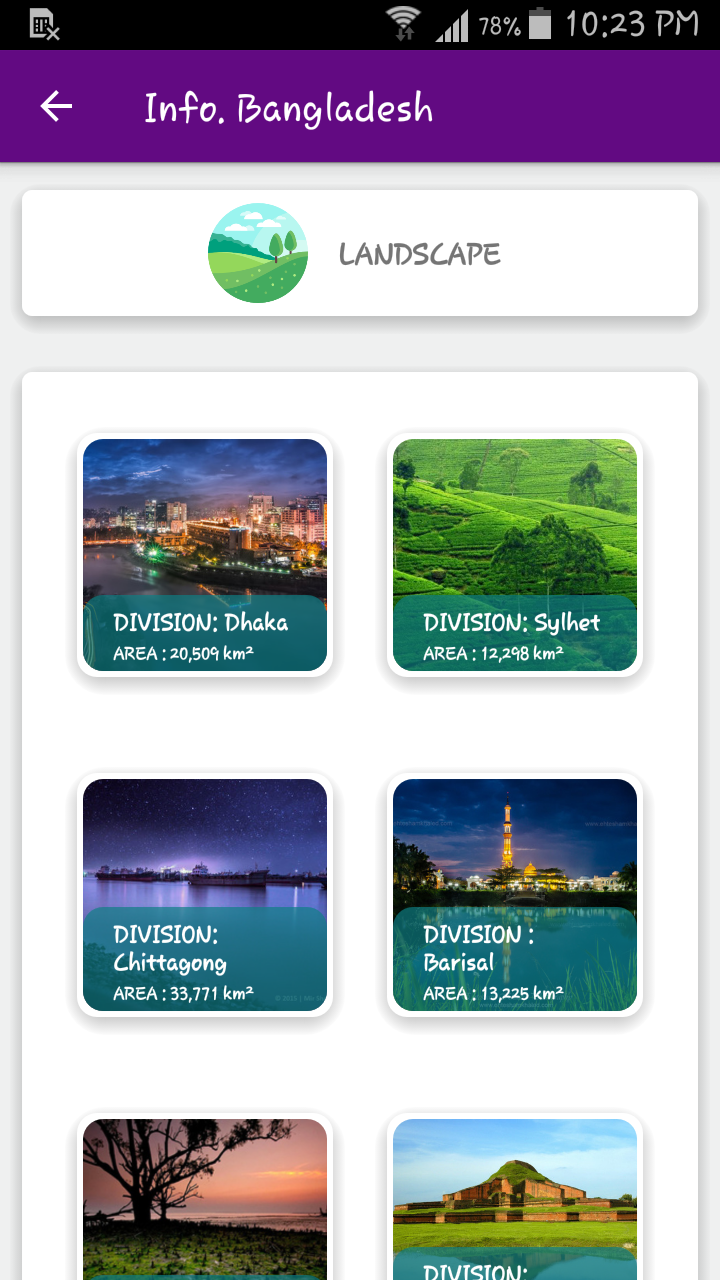 78% 10:23 PM
Info. Bangladesh
LANDSCAPE
DIVISION: Dhaka
AREA : 20,509 km²
DIVISION: Sylhet
AREA : 12,298 km²
DIVISION:
Chittagong
AREA : 33,771 km²
DIVISION :
Barisal
AREA : 13,225 km²
DIVISION: